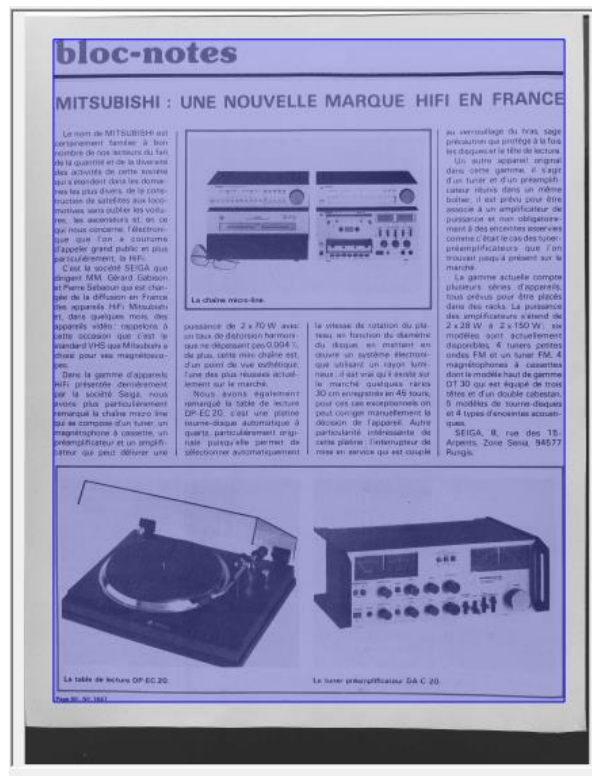 bloc-notes
MITSUBISHI : UNE NOUVELLE MARQUE HIFI EN FRANCE
Le nom de MITSUBISHI est
certainement familier à bon
nombre de nos lecteurs du fait
de la quantité et de la diversité
des activités de cette société
qui s'étendent dans les domai-
nes les plus divers, de la cons-
truction de satellites aux loco-
motives sans oublier les voitu-
res, les ascenseurs et, en ce
qui nous concerne, l'électroni-
que que l'on a coutume
d'appeler grand public et plus
particulièrement, la HiFi.
C'est la société SEIGA que
dirigent MM. Gérard Gabison
et Pierre Sabaoun qui est char-
gée de la diffusion en France
des appareils HiFi Mitsubishi
et, dans quelques mois, des
appareils vidéo ; rappelons à
cette occasion que c'est le
standard VHS que Mitsubishi a
choisi pour ses magnétosco-
pes.
Dans la gamme d'appareils
HiFi présentée dernièrement
par la société Seiga, nous
avons plus particulièrement
remarqué la chaîne micro line
qui se compose d'un tuner, un
magnétophone à cassette, un
préamplificateur et un amplifi-
cateur qui peut délivrer une
La chaîne micro-line.
puissance de 2 x 70 W avec
un taux de distorsion harmoni-
que ne dépassant pas 0,004 %,
de plus, cette mini chaîne est,
d'un point de vue esthétique,
l'une des plus réussies actuel-
lement sur le marché.
Nous avons également
remarqué la table de lecture
DP-EC 20, c'est une platine
tourne-disque automatique à
quartz, particulièrement origi-
nale puisqu'elle permet de
sélectionner automatiquement
la vitesse de rotation du pla-
teau en fonction du diamètre
du disque en mettant en
œuvre un système électroni-
que utilisant un rayon lumi-
neux ; il est vrai qu'il existe sur
le marché quelques rares
30 cm enregistrés en 45 tours,
pour ces cas exceptionnels on
peut corriger manuellement la
décision de l'appareil. Autre
particularité intéressante de
cette platine : l'interrupteur de
mise en service qui est couplé
au verrouillage du bras, sage
précaution qui protège à la fois
les disques et la tête de lecture.
Un autre appareil original
dans cette gamme, il s'agit
d'un tuner et d'un préampli-
ficateur réunis dans un même
boîtier, il est prévu pour être
associé à un amplificateur de
puissance et non obligatoire-
ment à des enceintes asservies
comme c'était le cas des tuner-
préamplificateurs que l'on
trouvait jusqu'à présent sur le
marché.
La gamme actuelle compte
plusieurs séries d'appareils,
tous prévus pour être placés
dans des racks. La puissance
des amplificateurs s'étend de
2 x 28 W à 2 x 150 W ; six
modèles sont actuellement
disponibles, 4 tuners petites
ondes FM et un tuner FM, 4
magnétophones à cassettes
dont le modèle haut de gamme
DT 30 qui est équipé de trois
têtes et d'un double cabestan,
5 modèles de tourne-disques
et 4 types d'enceintes acousti-
ques.
SEIGA, 8, rue des 15-
Arpents, Zone Senia, 94577
Rungis.
La table de lecture DP-EC 20.
Le tuner préamplificateur DA-C 20.